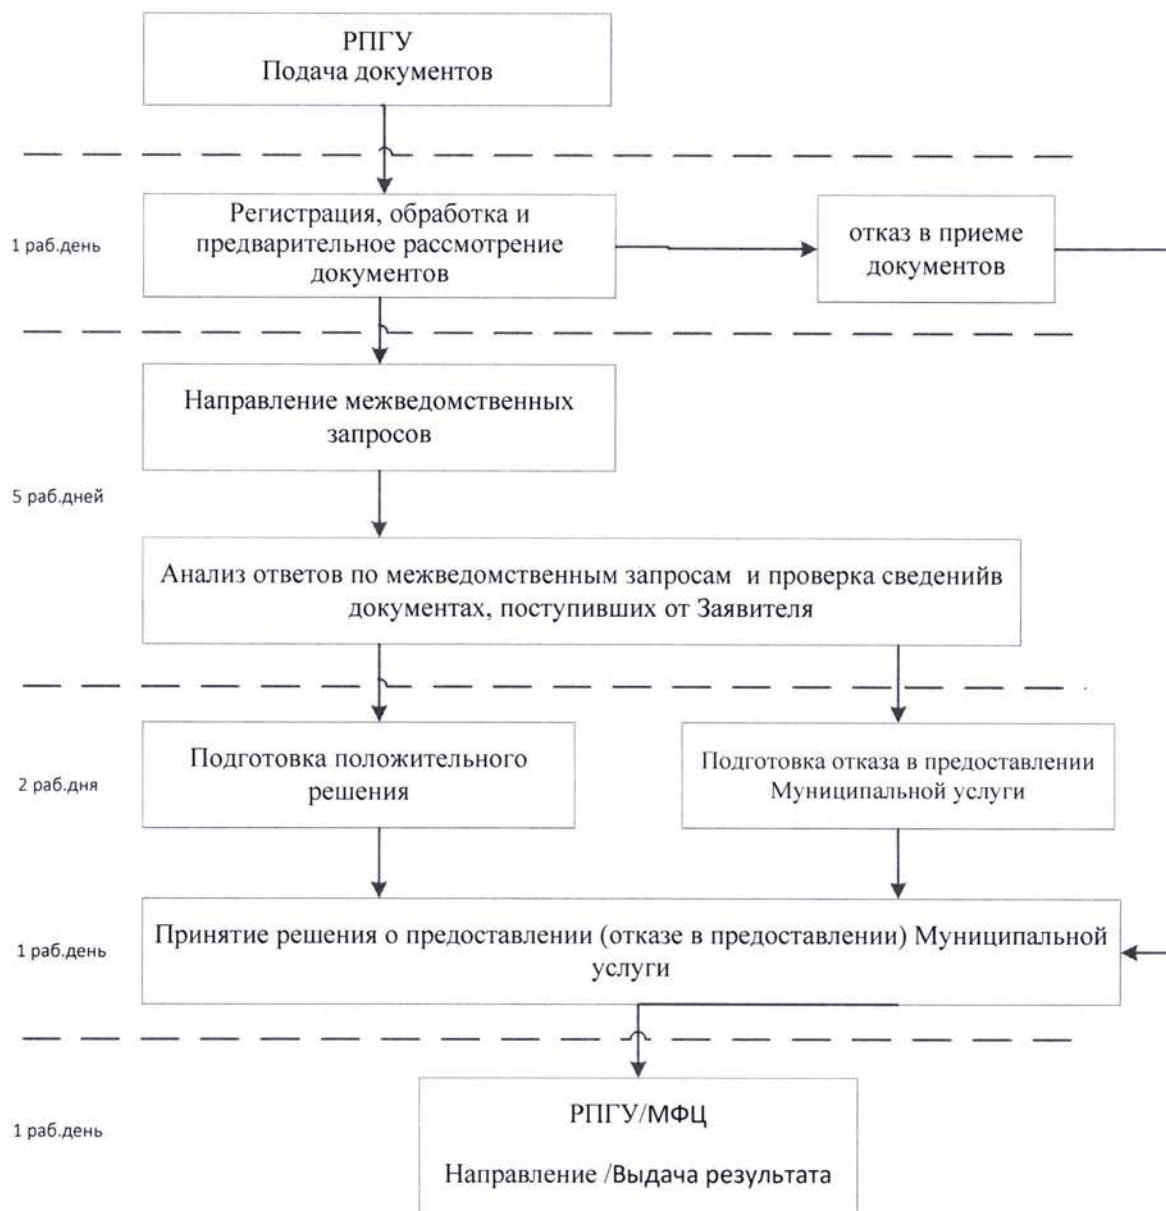 РПГУ
Подача документов
1 раб.день
Регистрация, обработка и
предварительное рассмотрение
документов
отказ в приеме
документов
Направление межведомственных
запросов
5 раб.дней
Анализ ответов по межведомственным запросам и проверка сведенийв
документах, поступивших от Заявителя
2 раб.дня
Подготовка положительного
решения
Подготовка отказа в предоставлении
Муниципальной услуги
1 раб.день
Принятие решения о предоставлении (отказе в предоставлении) Муниципальной
услуги
1 раб.день
РПГУ/МФЦ
Направление /Выдача результата